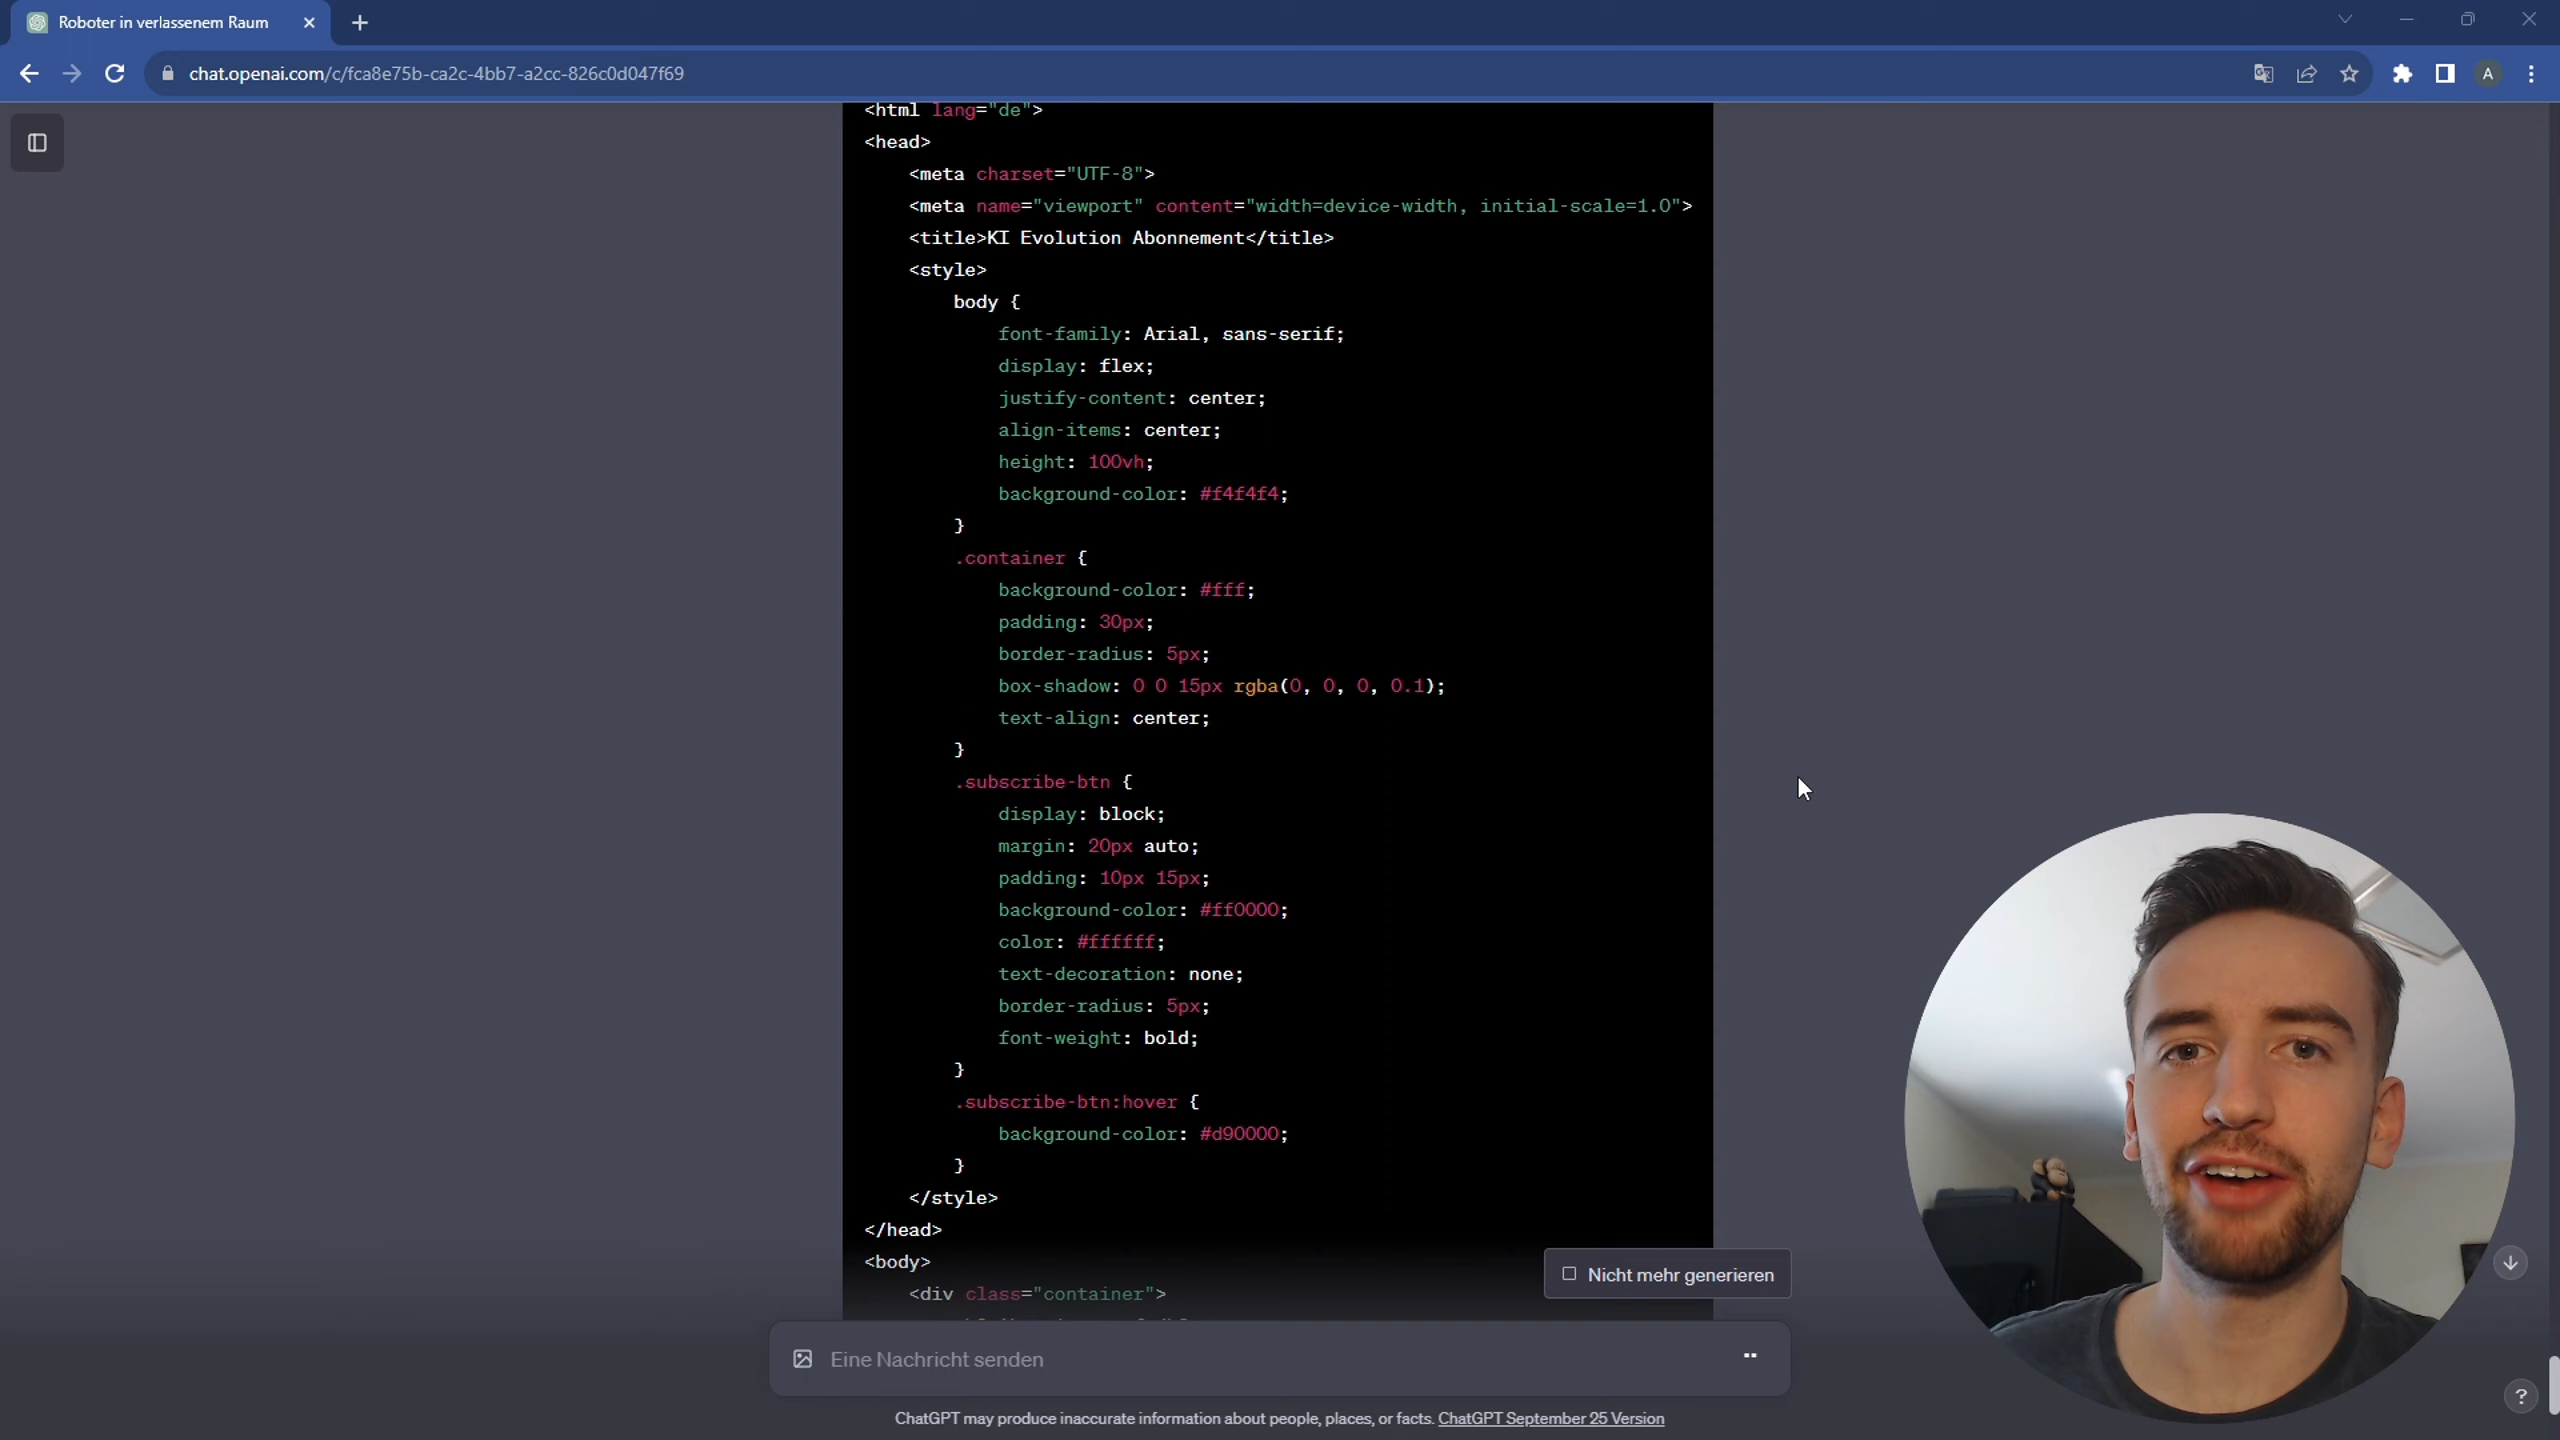 Roboter in verlassenem Raum
chat.openai.com/c/fca8e75b-ca2c-4bb7-a2cc-826c0d047f69
A
<html lang="de">
<head>
<meta charset="UTF-8">
<meta name="viewport" content="width=device-width, initial-scale=1.0">
<title>KI Evolution Abonnement</title>
<style>
body {
font-family: Arial, sans-serif;
display: flex;
justify-content: center;
align-items: center;
height: 100vh;
background-color: #f4f4f4;
}
.container {
background-color: #fff;
padding: 30px;
border-radius: 5px;
box-shadow: 0 0 15px rgba(0, 0, 0, 0.1);
text-align: center;
}
.subscribe-btn {
display: block;
margin: 20px auto;
padding: 10px 15px;
background-color: #ff0000;
color: #ffffff;
text-decoration: none;
border-radius: 5px;
font-weight: bold;
}
.subscribe-btn:hover {
background-color: #d90000;
}
</style>
</head>
<body>
<div class="container">
Nicht mehr generieren
Eine Nachricht senden
?
ChatGPT may produce inaccurate information about people, places, or facts. ChatGPT September 25 Version